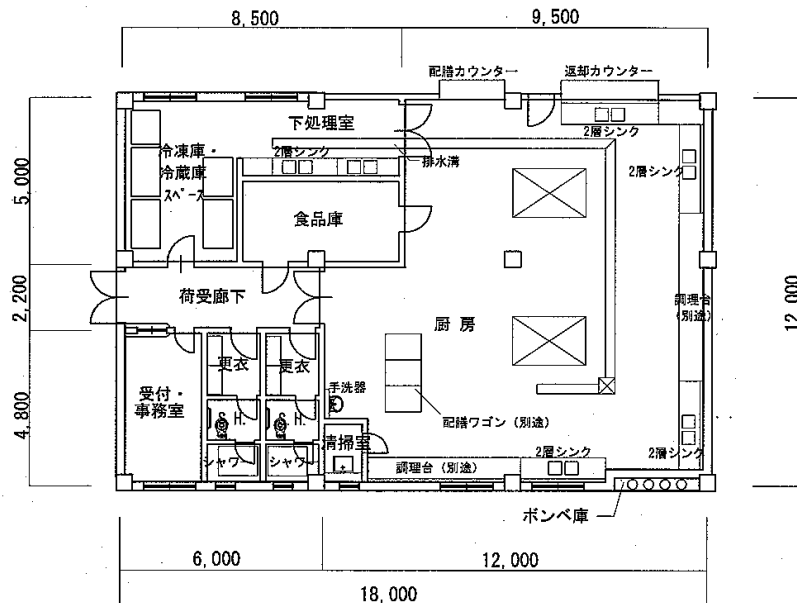 8,500
9,500
配膳カウンター
返却カウンター
下処理室
2層シンク
冷凍庫・
冷蔵庫
ｽﾍﾟｰｽ
2層シンク
排水溝
2層シンク
食品庫
5,000
荷受廊下
2,200
厨 房
調理台
(別途)
12,000
更衣
更衣
受付・
事務室
手洗器
4,800
H.
H.
配膳ワゴン（別途）
清掃室
シャワー
シャワー
調理台（別途）
2層シンク
2層シンク
ボンベ庫
6,000
12,000
18,000